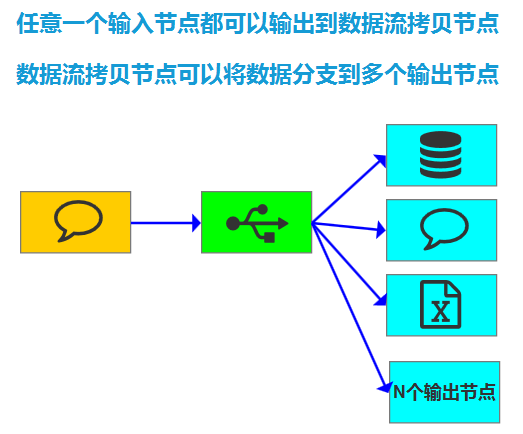 任意一个输入节点都可以输出到数据流拷贝节点
数据流拷贝节点可以将数据分支到多个输出节点
X
N个输出节点